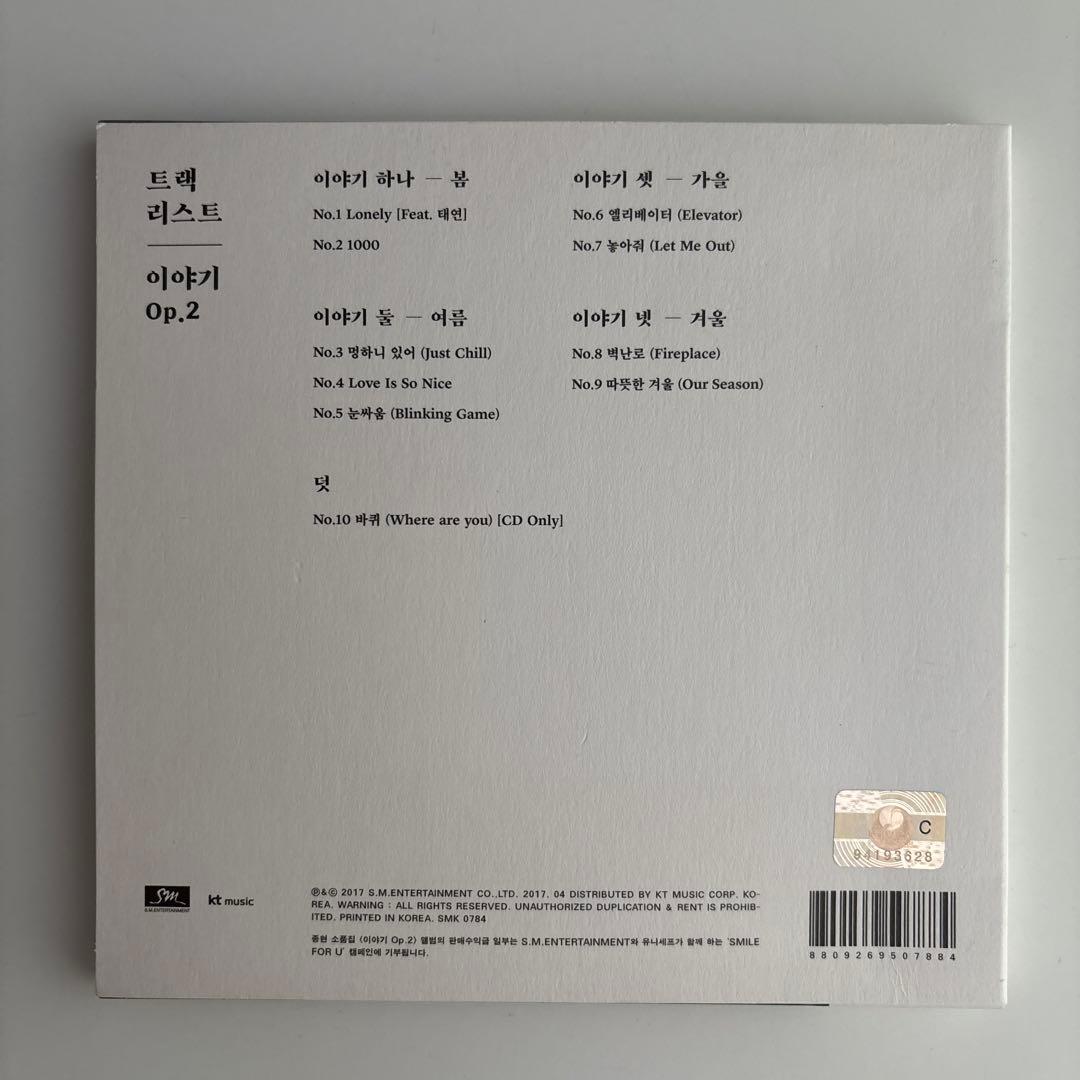 트랙
리스트
이야기
Op.2
이야기 하나 — 봄
No.1 Lonely [Feat. 태연]
No.2 1000
이야기 둘 — 여름
No.3 멍하니 있어 (Just Chill)
No.4 Love Is So Nice
No.5 눈싸움 (Blinking Game)
이야기 셋 — 가을
No.6 엘리베이터 (Elevator)
No.7 놓아줘 (Let Me Out)
이야기 넷 — 겨울
No.8 벽난로 (Fireplace)
No.9 따뜻한 겨울 (Our Season)
덧
No.10 바퀴 (Where are you) [CD Only]
C
94193628
SM
S.M.ENTERTAINMENT
kt music
℗&© 2017 S.M.ENTERTAINMENT CO.,LTD. 2017. 04 DISTRIBUTED BY KT MUSIC CORP. KO-
REA. WARNING : ALL RIGHTS RESERVED. UNAUTHORIZED DUPLICATION & RENT IS PROHIB-
ITED. PRINTED IN KOREA. SMK 0784
종현 소품집 <이야기 Op.2> 앨범의 판매수익금 일부는 S.M.ENTERTAINMENT와 유니세프가 함께 하는 'SMILE
FOR U' 캠페인에 기부됩니다.
8809269507884